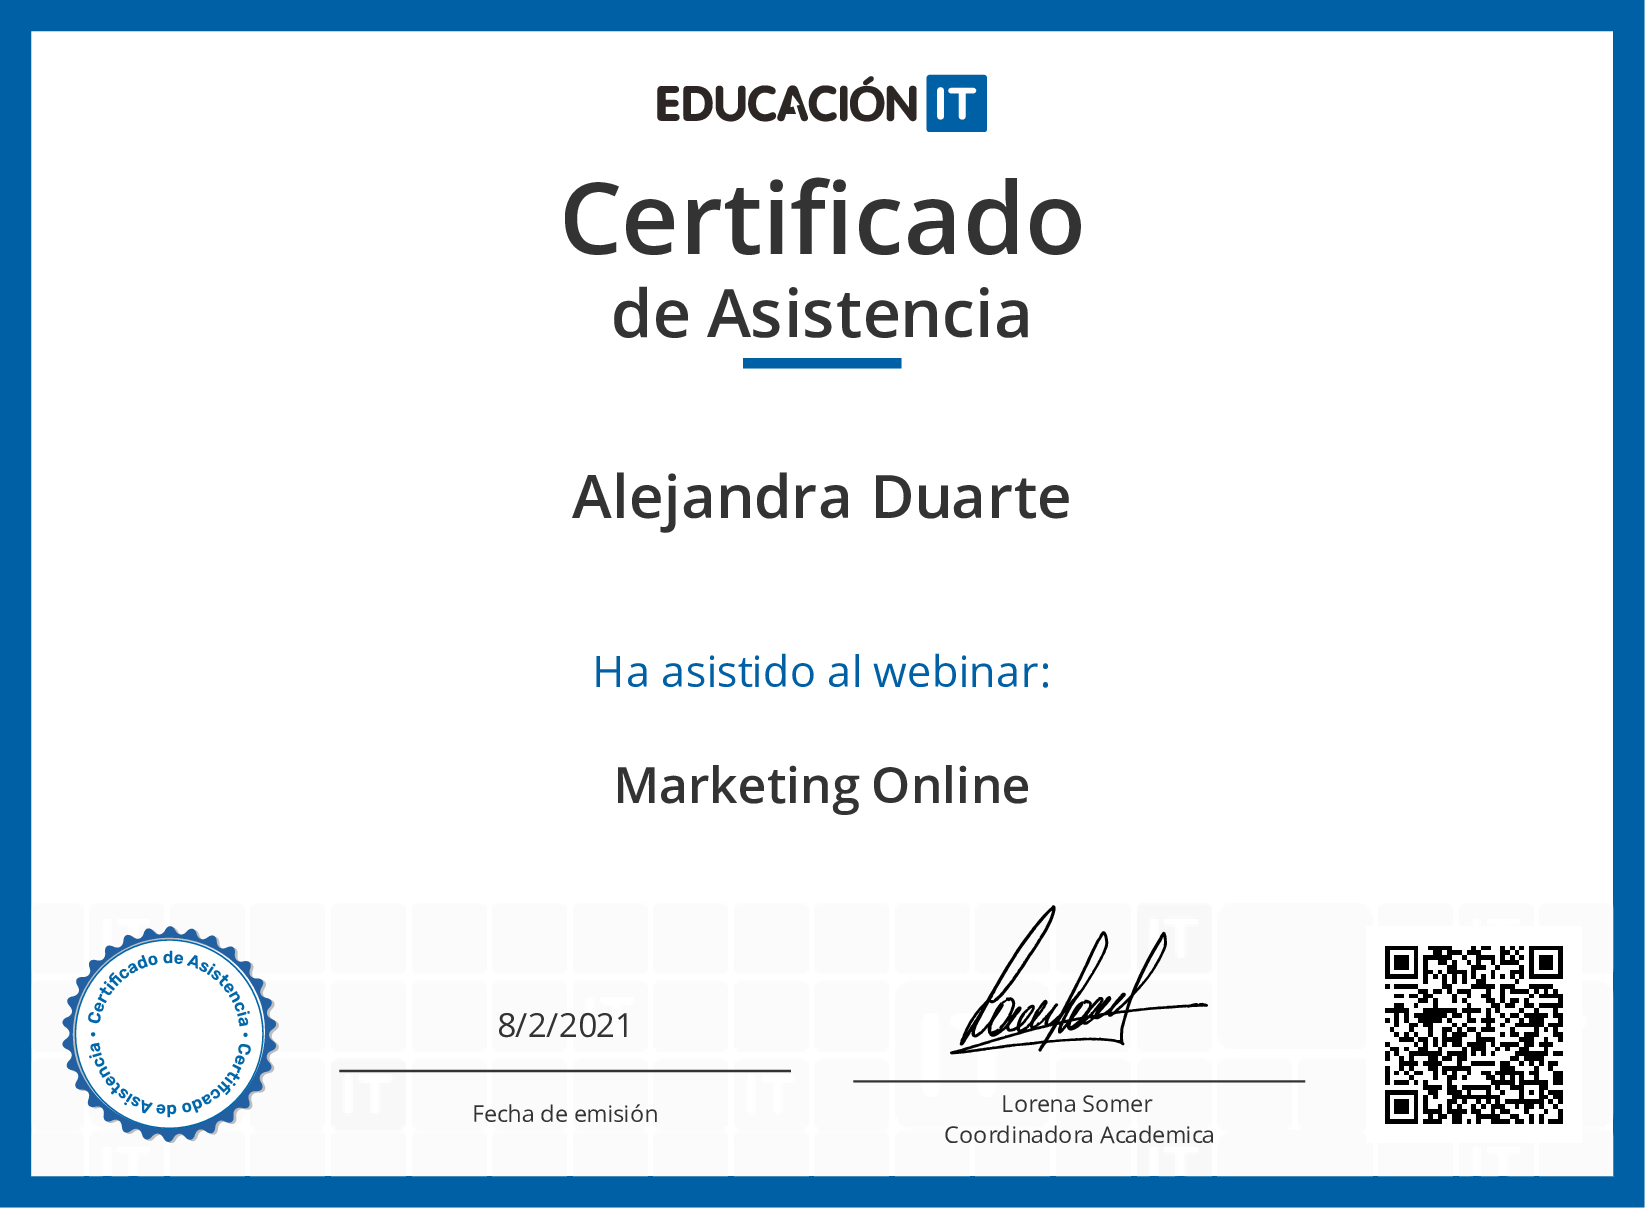 EDUCACIÓN IT
Certificado
de Asistencia
Alejandra Duarte
Ha asistido al webinar:
Marketing Online
Certificado de Asistencia • Certificado de Asistencia •
8/2/2021
Fecha de emisión
Lorena Somer
Coordinadora Academica